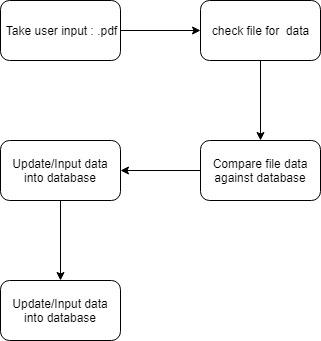 Take user input : .pdf
check file for  data
Compare file data
against database
Update/Input data
into database
Update/Input data
into database